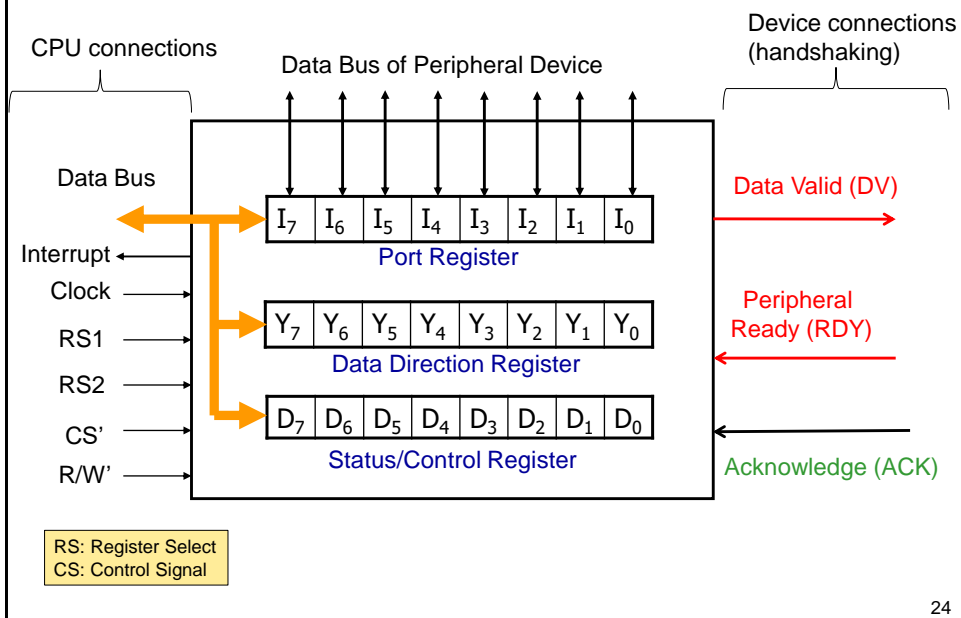 Device connections
(handshaking)
CPU connections
Data Bus of Peripheral Device
Data Bus
Data Valid (DV)
I7 I6 I5 I4 I3 I2 I1 I0
Port Register
Interrupt
Clock
Peripheral
Ready (RDY)
Y7 Y6 Y5 Y4 Y3 Y2 Y1 Y0
Data Direction Register
RS1
RS2
D7 D6 D5 D4 D3 D2 D1 D0
Status/Control Register
CS’
R/W’
Acknowledge (ACK)
RS: Register Select
CS: Control Signal
24